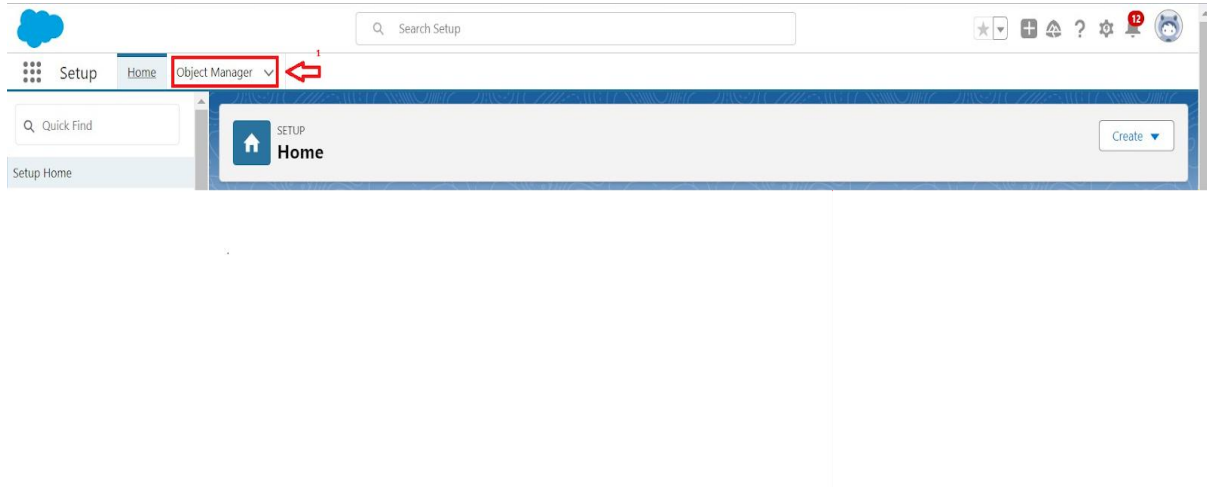 Search Setup
12
1
Setup Home Object Manager
Quick Find
SETUP
Home
Create
Setup Home